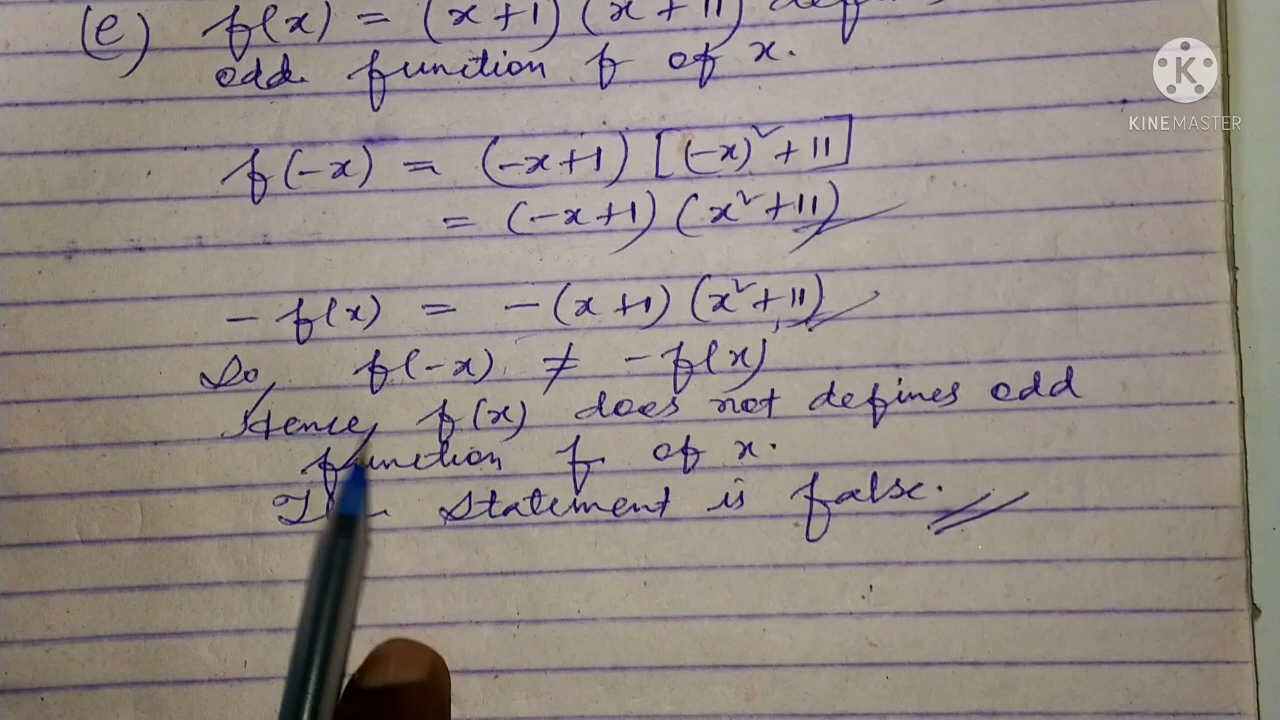 (e) f(x) = (x+1) (x + 11)
odd function f of x.
f(-x) = (-x+1) [(-x)² + 11]
= (-x+1) (x²+11)
- f(x) = -(x+1) (x²+11)
So, f(-x) ≠ -f(x)
Hence, f(x) does not defines odd
function f of x.
statement is false.
KINEMASTER